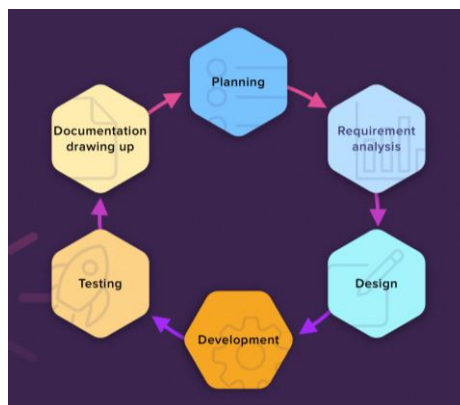 Planning
Requirement
analysis
Design
Development
Testing
Documentation
drawing up